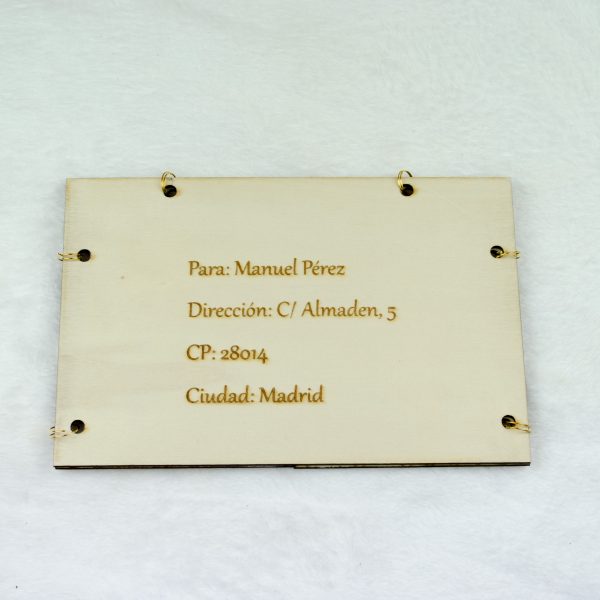 Para: Manuel Pérez
Dirección: C/ Almaden, 5
CP: 28014
Ciudad: Madrid